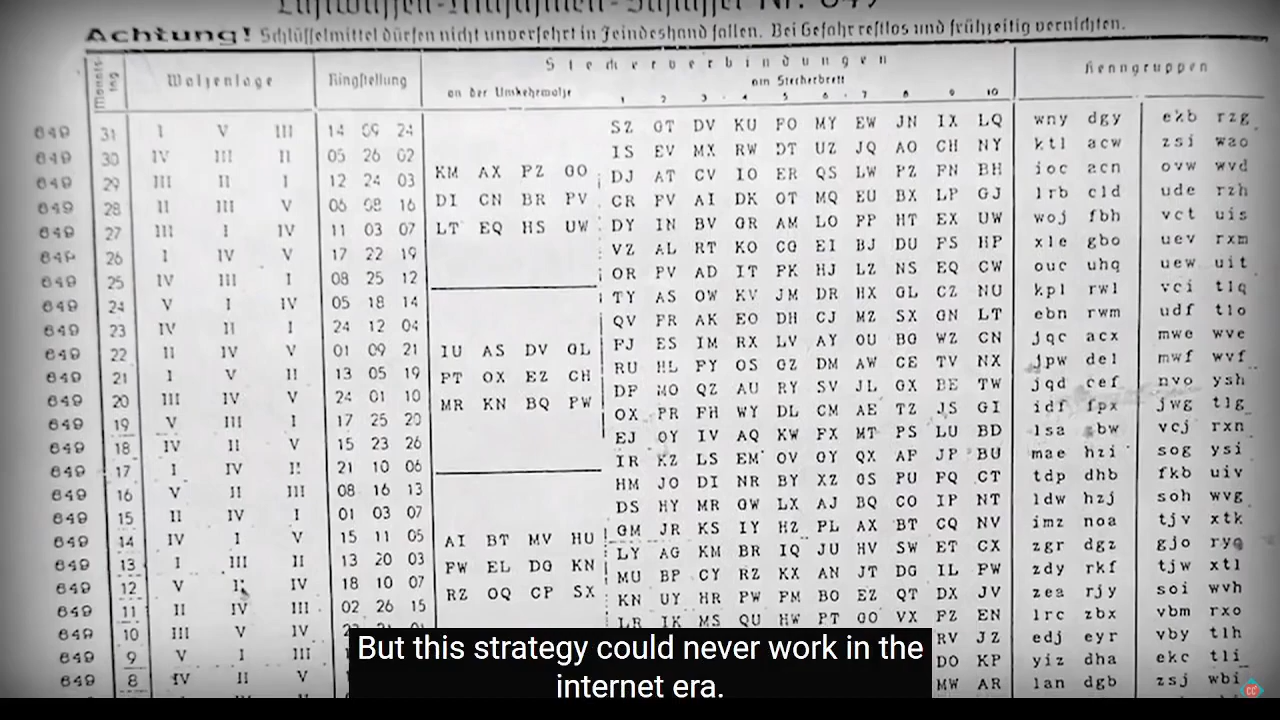 Luftwaffen-Maschinen-Schlüssel Nr. 649
Achtung! Schlüsselmittel dürfen nicht unversehrt in Feindeshand fallen. Bei Gefahr restlos und frühzeitig vernichten.
Monatstag Walzenlage Ringstellung Steckerverbindungen Kenngruppen
an der Umkehrwalze am Steckerbrett
1 2 3 4 5 6 7 8 9 10
649 31 I V III 14 09 24 SZ GT DV KU FO MY EW JN IX LQ wny dgy ekb rzg
649 30 IV III II 05 26 02 IS EV MX RW DT UZ JQ AO CH NY ktl acw zsi wao
649 29 III II I 12 24 03 KM AX PZ GO DJ AT CV IO ER QS LW PZ FN BH ioc acn ovw wvd
649 28 II III V 06 08 16 DI CN BR PV CR FV AI DK OT MQ EU BX LP GJ lrb cld ude rzh
649 27 III I IV 11 03 07 LT EQ HS UW DY IN BV GR AM LO FP HT EX UW woj fbh vct uis
649 26 I IV V 17 22 19 VZ AL RT KO CG EI BJ DU FS HP xle gbo uev rxm
649 25 IV III I 08 25 12 OR PV AD IT FK HJ LZ NS EQ CW ouc uhq uew uit
649 24 V I IV 05 18 14 TY AS OW KV JM DR HX GL CZ NU kpl rwl vci tlq
649 23 IV II I 24 12 04 QV FR AK EO DH CJ MZ SX GN LT ebn rwm udf tlo
649 22 II IV V 01 09 21 IU AS DV GL FJ ES IM RX LV AY OU BG WZ CN jqc acx mwe wve
649 21 I V II 13 05 19 PT OX EZ CH RU HL PY OS GZ DM AW CE TV NX jpw del mwf wvf
649 20 III IV V 24 01 10 MR KN BQ PW DF MO QZ AU RY SV JL GX BE TW jqd cef nvo ysh
649 19 V III I 17 25 20 OX PR FH WY DL CM AE TZ JS GI idf fpx jwg tlg
649 18 IV II V 15 23 26 EJ OY IV AQ KW FX MT PS LU BD lsa gbw vcj rxn
649 17 I IV II 21 10 06 IR KZ LS EM OV GY QX AF JP BU mae hzi sog ysi
649 16 V II III 08 16 13 HM JO DI NR BY XZ GS PU FQ CT tdp dhb fkb uiv
649 15 II IV I 01 03 07 DS HY MR GW LX AJ BQ CO IP NT ldw hzj soh wvg
649 14 IV I V 15 11 05 AI BT MV HU GM JR KS IY HZ PL AX BT CQ NV imz noa tjv xtk
649 13 I III II 13 20 03 FW EL DG KN LY AG KM BR IQ JU HV SW ET CX zgr dgz gjo ryq
649 12 V II IV 18 10 07 RZ OQ CP SX MU BP CY RZ KX AN JT DG IL FW zdy rkf tjw xtl
649 11 II IV III 02 26 15 KN UY HR PW FM BO EZ QT DX JV zea rjy soi wvh
649 10 III V IV LR IK MS QU HW PT GO VX FZ EN lrc zbx vbm rxo
649 9 V I III RV JZ edj eyr vby tlh
649 8 IV II V DO KP yiz dha ekc tli
MW AR lan dgb zsj wbi
But this strategy could never work in the
internet era.
CC